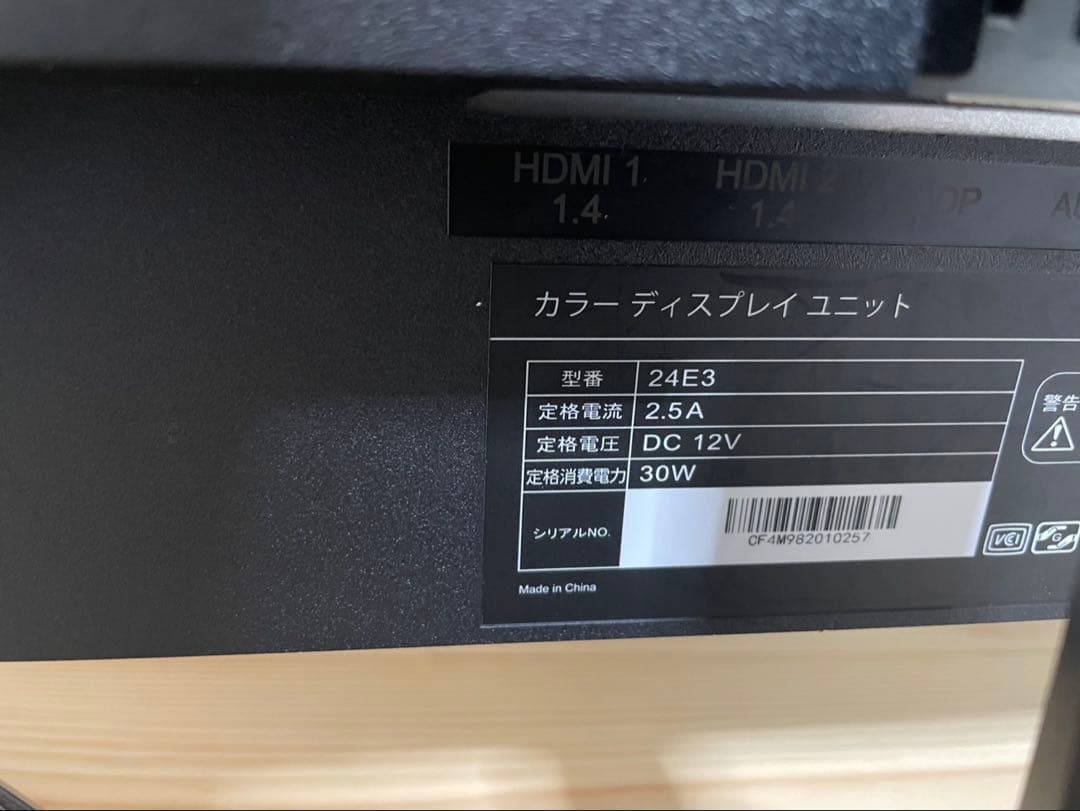 HDMI 1 HDMI 2 DP
1.4 1.4
カラー ディスプレイ ユニット
型番 24E3
定格電流 2.5A
定格電圧 DC 12V
定格消費電力 30W
シリアルNO.
CF4M982010257
Made in China
警告
VCCI
G